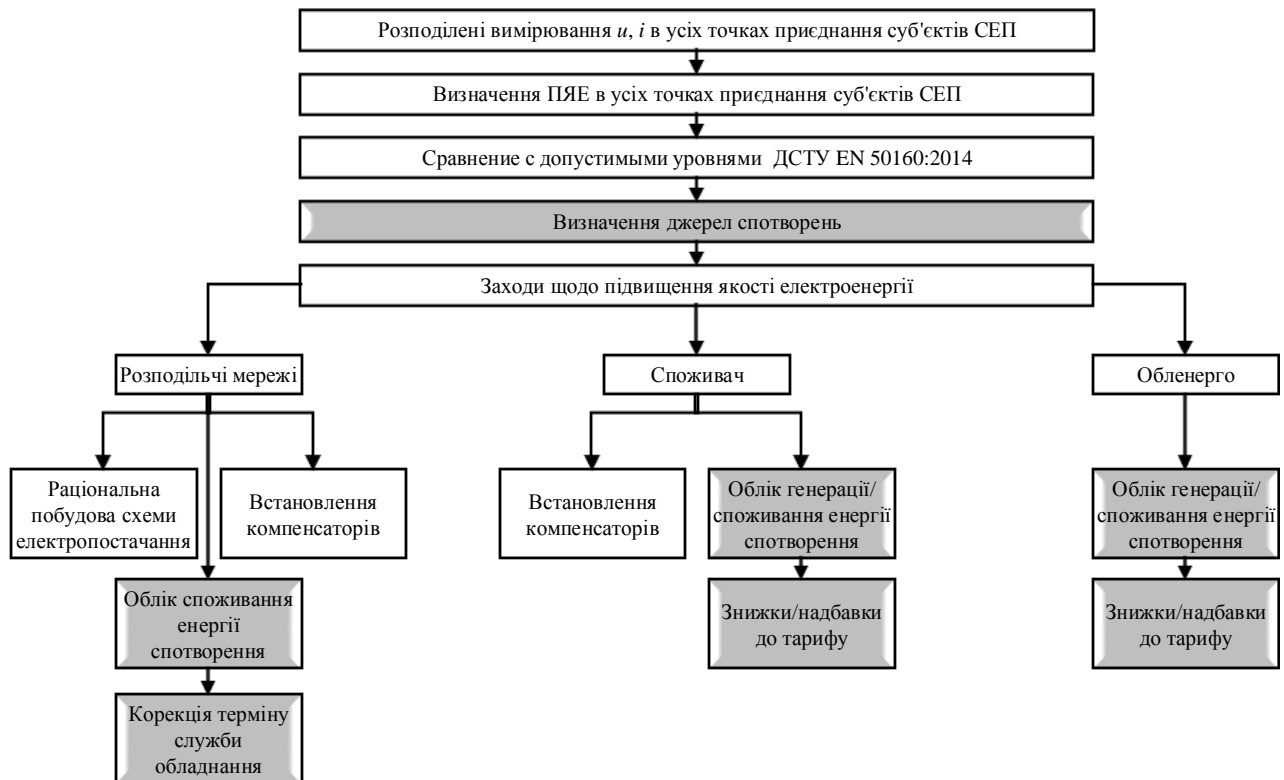 Розподілені вимірювання u, i в усіх точках приєднання суб'єктів СЕП
Визначення ПЯЕ в усіх точках приєднання суб'єктів СЕП
Сравнение с допустимыми уровнями ДСТУ EN 50160:2014
Визначення джерел спотворень
Заходи щодо підвищення якості електроенергії
Розподільчі мережі
Споживач
Обленерго
Раціональна
побудова схеми
електропостачання
Встановлення
компенсаторів
Встановлення
компенсаторів
Облік генерації/
споживання енергії
спотворення
Облік генерації/
споживання енергії
спотворення
Облік споживання
енергії
спотворення
Знижки/надбавки
до тарифу
Знижки/надбавки
до тарифу
Корекція терміну
служби
обладнання